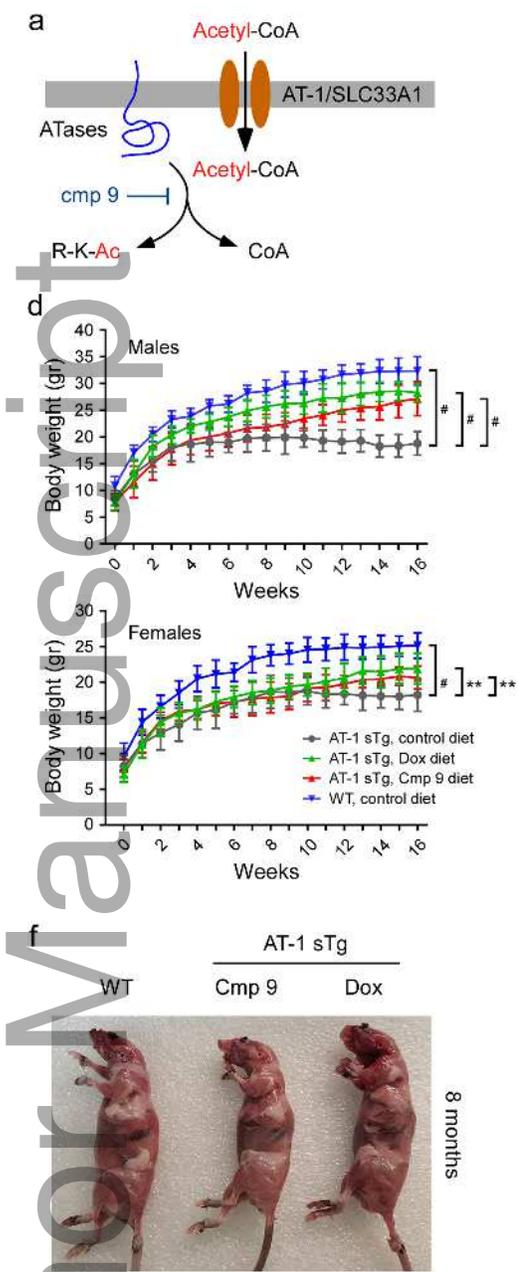 a
Acetyl-CoA
AT-1/SLC33A1
ATases
Acetyl-CoA
cmp 9
R-K-Ac
CoA
d
Males
Body weight (gr)
40
35
30
25
20
15
10
5
0
# # #
0 2 4 6 8 10 12 14 16
Weeks
Females
Body weight (gr)
30
25
20
15
10
5
0
# ** **
AT-1 sTg, control diet
AT-1 sTg, Dox diet
AT-1 sTg, Cmp 9 diet
WT, control diet
0 2 4 6 8 10 12 14 16
Weeks
f
AT-1 sTg
WT Cmp 9 Dox
8 months
Manuscript